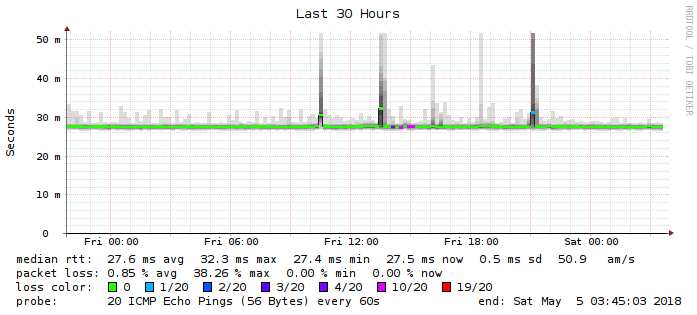 Last 30 Hours
RRDTOOL / TOBI OETIKER
Seconds
50 m
40 m
30 m
20 m
10 m
0
Fri 00:00 Fri 06:00 Fri 12:00 Fri 18:00 Sat 00:00
median rtt: 27.6 ms avg 32.3 ms max 27.4 ms min 27.5 ms now 0.5 ms sd 50.9 am/s
packet loss: 0.85 % avg 38.26 % max 0.00 % min 0.00 % now
loss color: 0 1/20 2/20 3/20 4/20 10/20 19/20
probe: 20 ICMP Echo Pings (56 Bytes) every 60s end: Sat May 5 03:45:03 2018